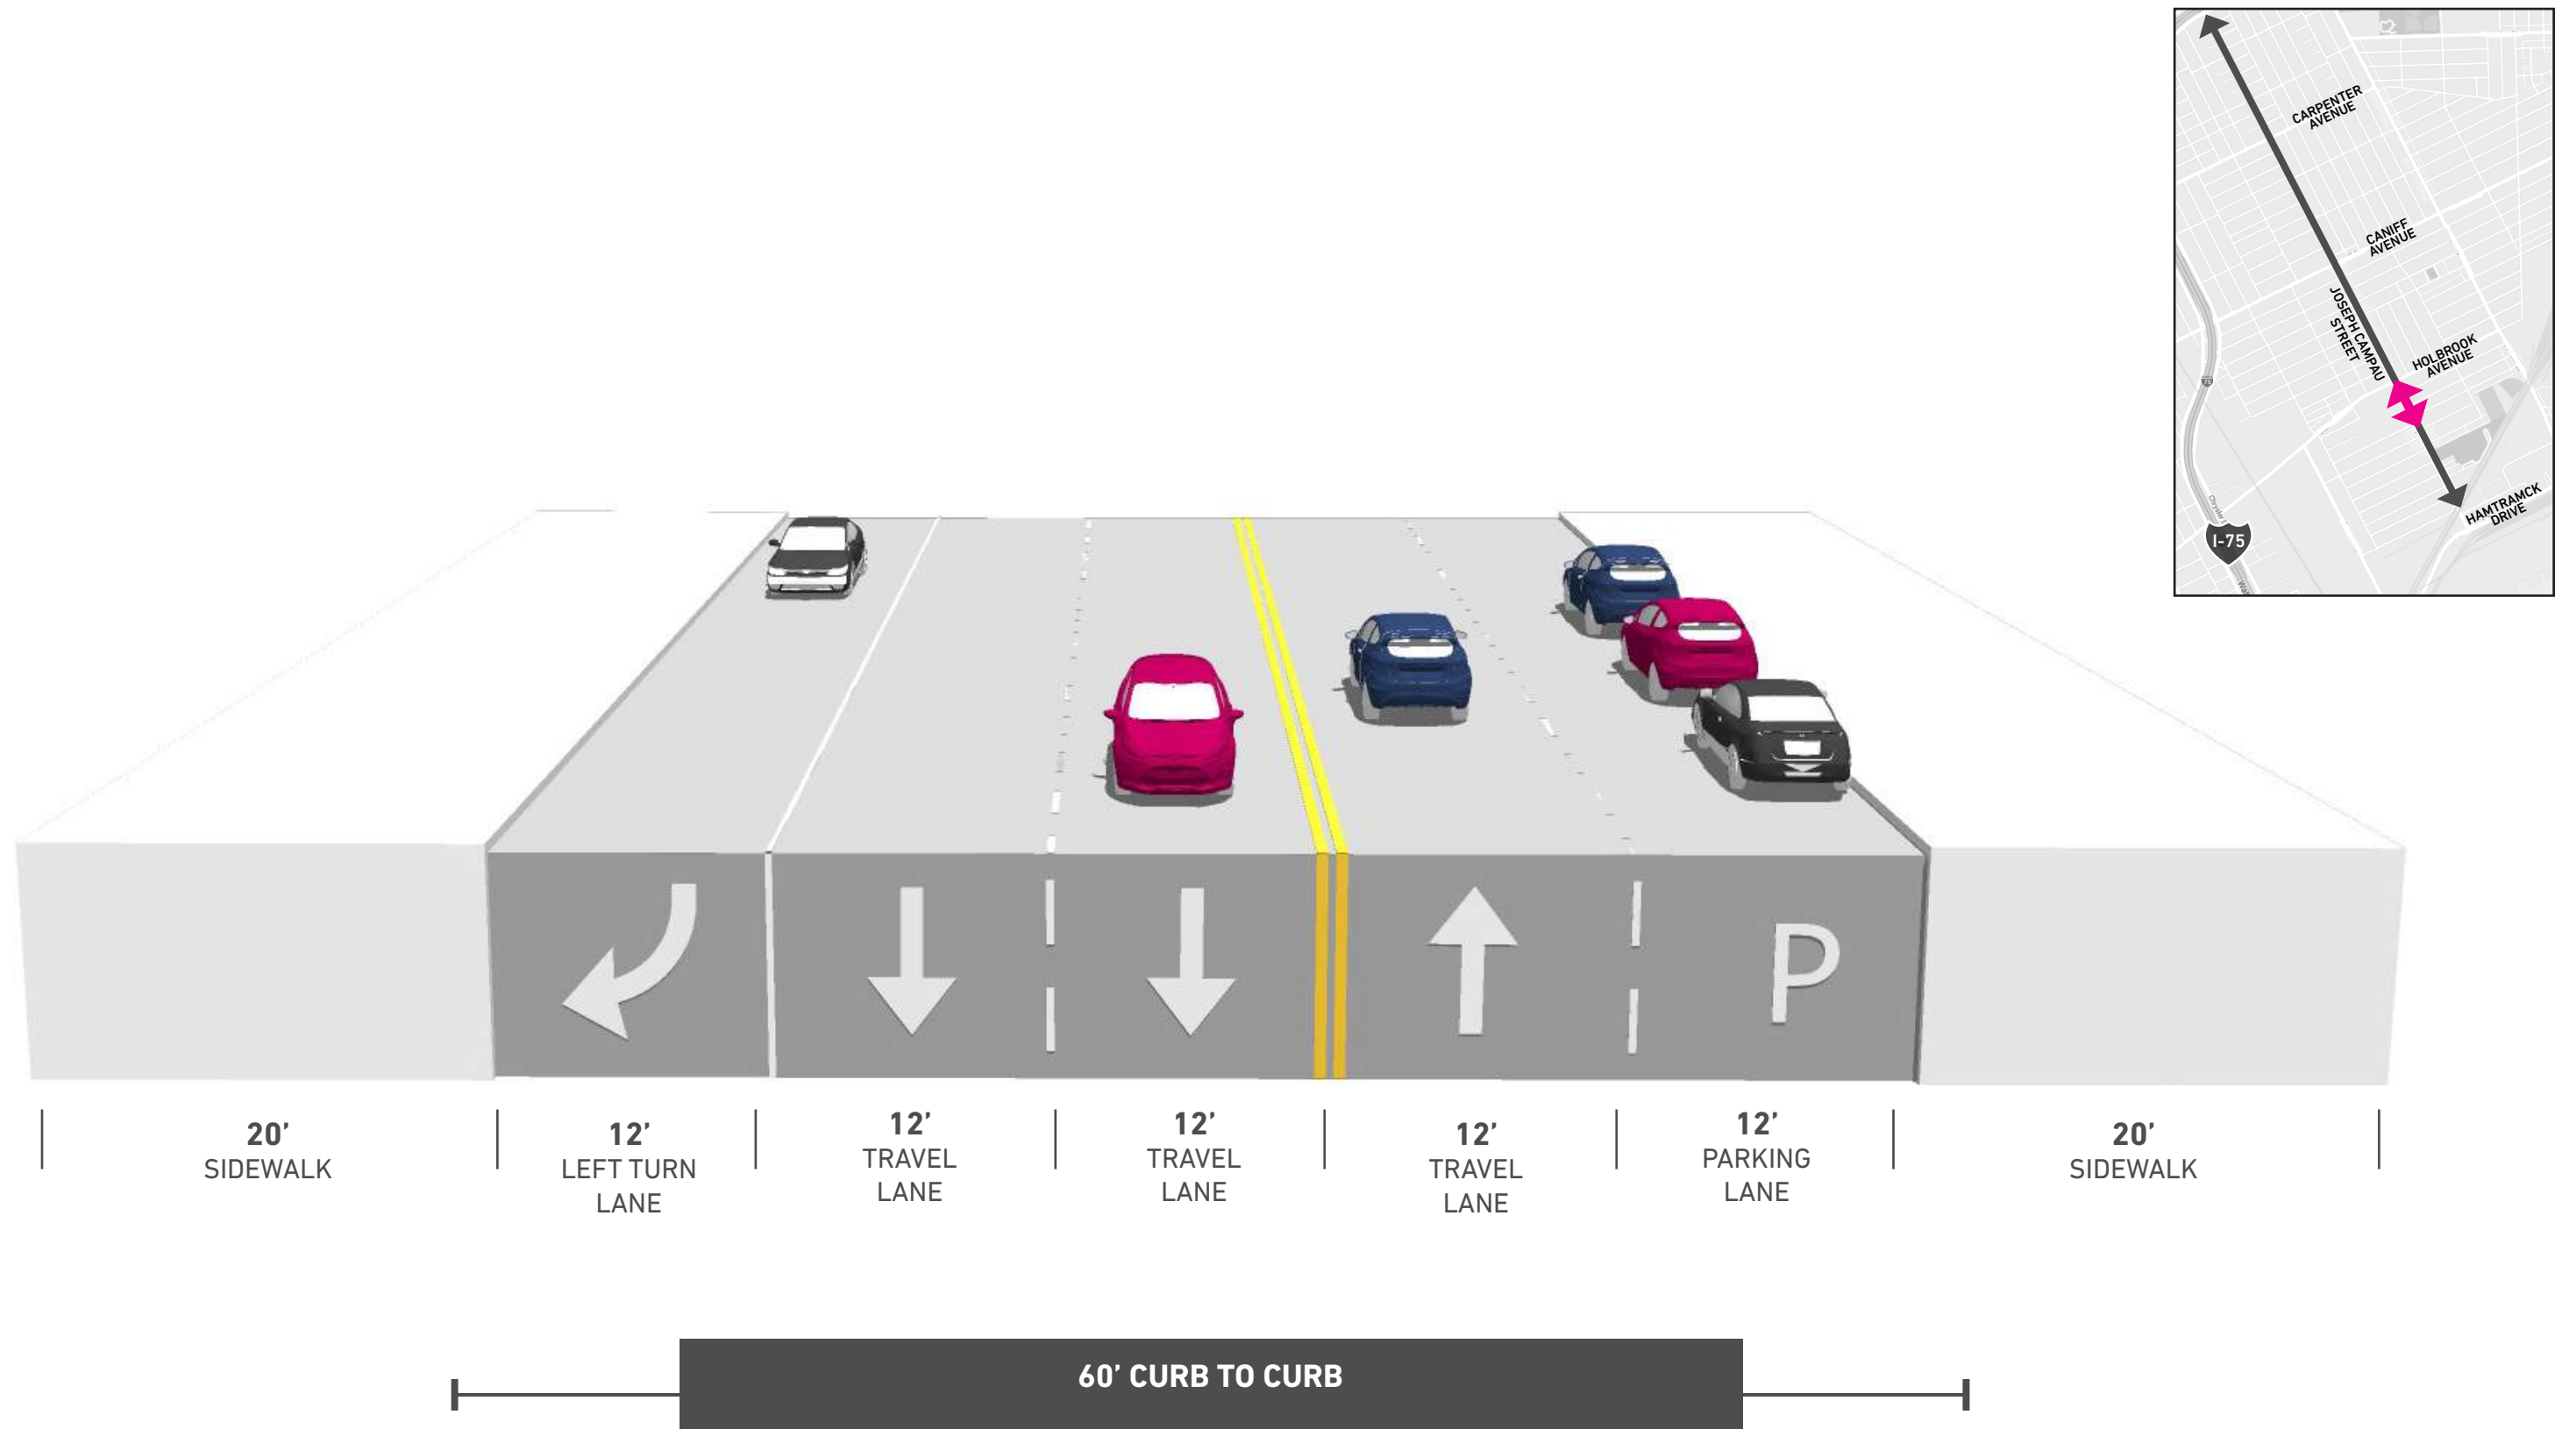 CARPENTER
AVENUE
CANIFF
AVENUE
JOSEPH CAMPAU
STREET
HOLBROOK
AVENUE
HAMTRAMCK
DRIVE
I-75
P
20’
SIDEWALK
12’
LEFT TURN
LANE
12’
TRAVEL
LANE
12’
TRAVEL
LANE
12’
TRAVEL
LANE
12’
PARKING
LANE
20’
SIDEWALK
60’ CURB TO CURB